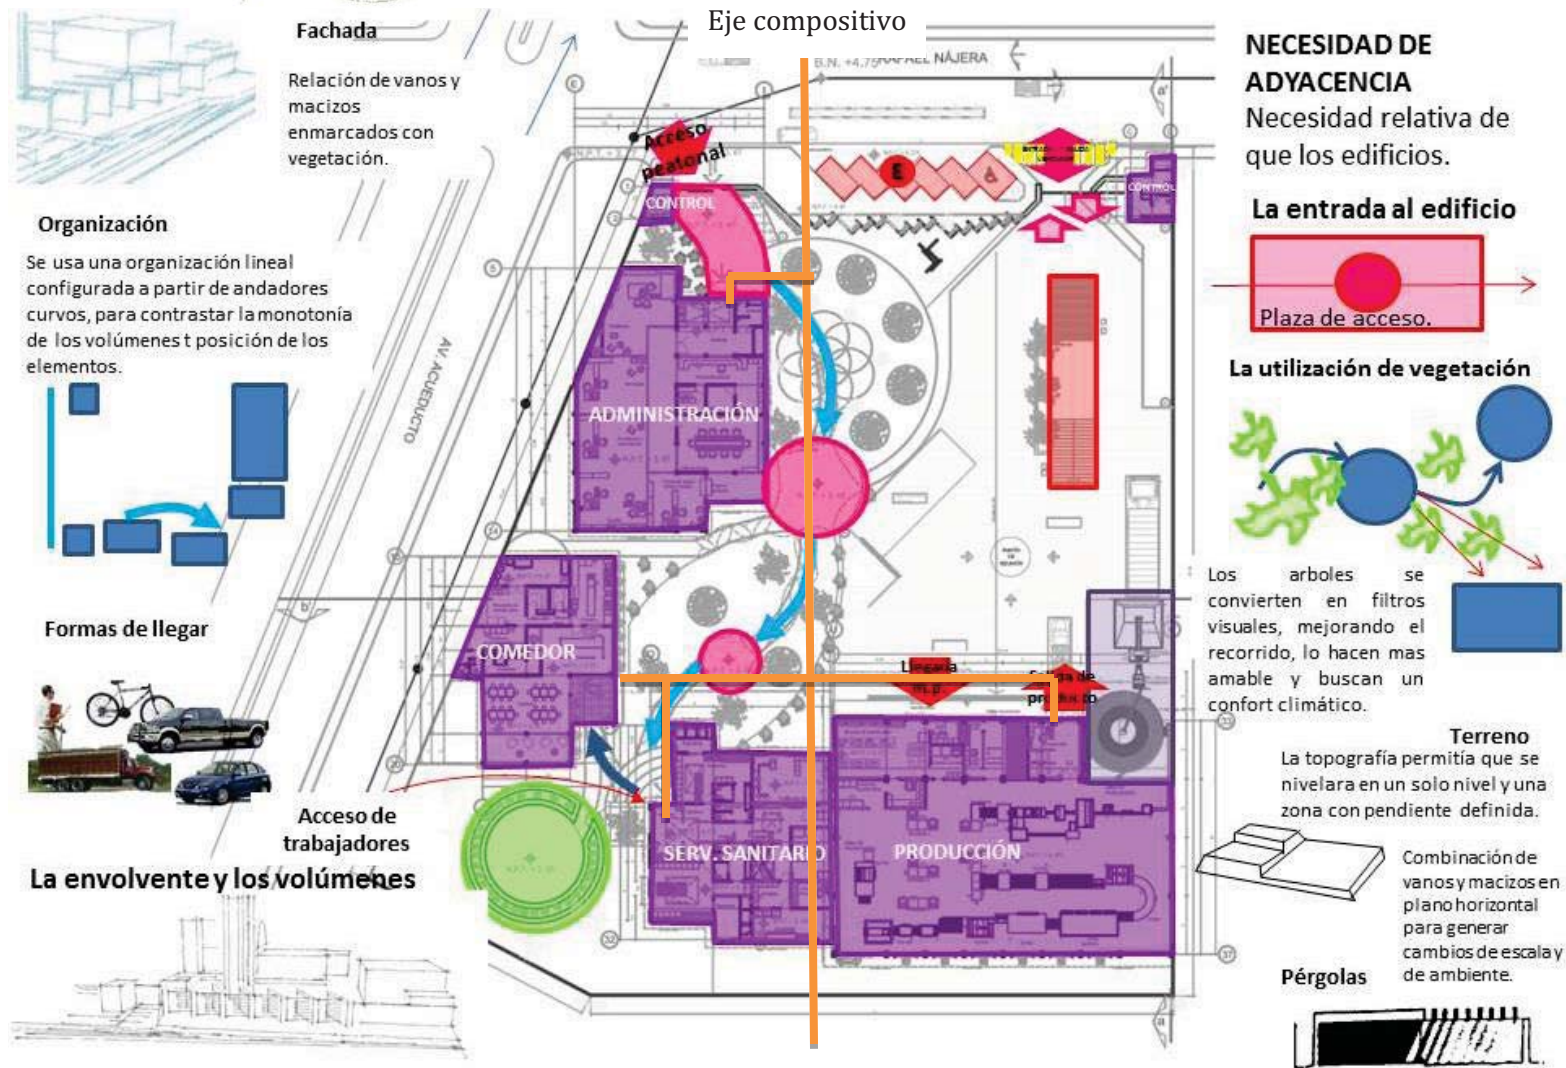 Eje compositivo
Fachada
Relación de vanos y
macizos
enmarcados con
vegetación.
Organización
Se usa una organización lineal
configurada a partir de andadores
curvos, para contrastar la monotonía
de los volúmenes t posición de los
elementos.
Formas de llegar
Acceso de
trabajadores
La envolvente y los volúmenes
B.N. +4.75
NÁJERA
AV. ACUEDUCTO
Acceso
peatonal
CONTROL
CONTROL
ADMINISTRACIÓN
COMEDOR
Llegada
m.p.
SERV. SANITARIO
PRODUCCIÓN
NECESIDAD DE
ADYACENCIA
Necesidad relativa de
que los edificios.
La entrada al edificio
Plaza de acceso.
La utilización de vegetación
Los arboles se
convierten en filtros
visuales, mejorando el
recorrido, lo hacen mas
amable y buscan un
confort climático.
Terreno
La topografía permitía que se
nivelara en un solo nivel y una
zona con pendiente definida.
Combinación de
vanos y macizos en
plano horizontal
para generar
cambios de escala y
de ambiente.
Pérgolas